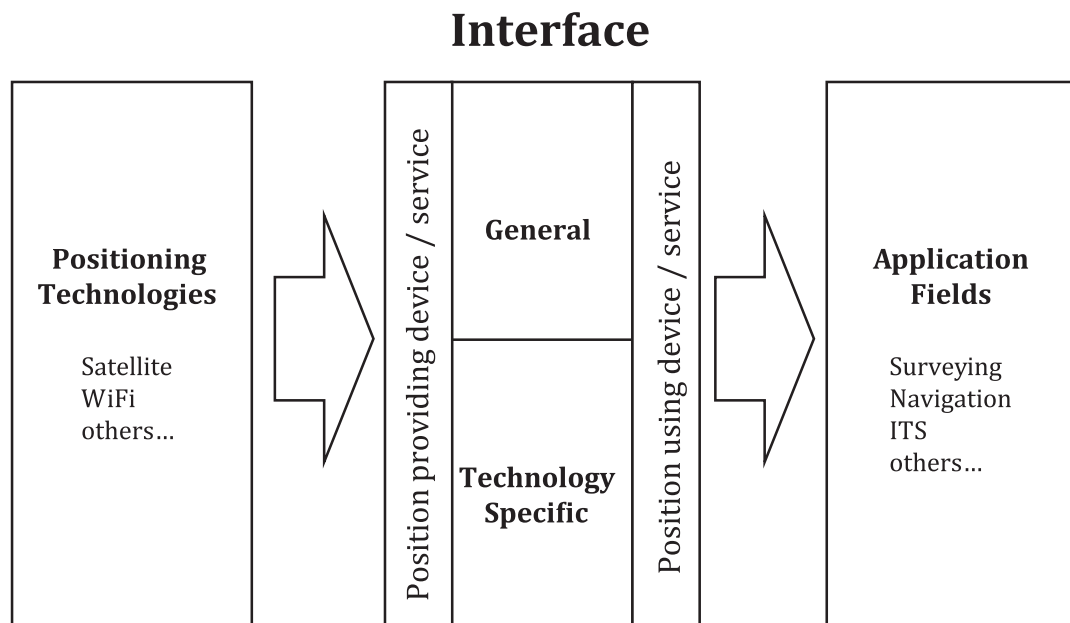 Interface
Positioning
Technologies
Satellite
WiFi
others…
Position providing device / service
General
Technology
Specific
Position using device / service
Application
Fields
Surveying
Navigation
ITS
others…